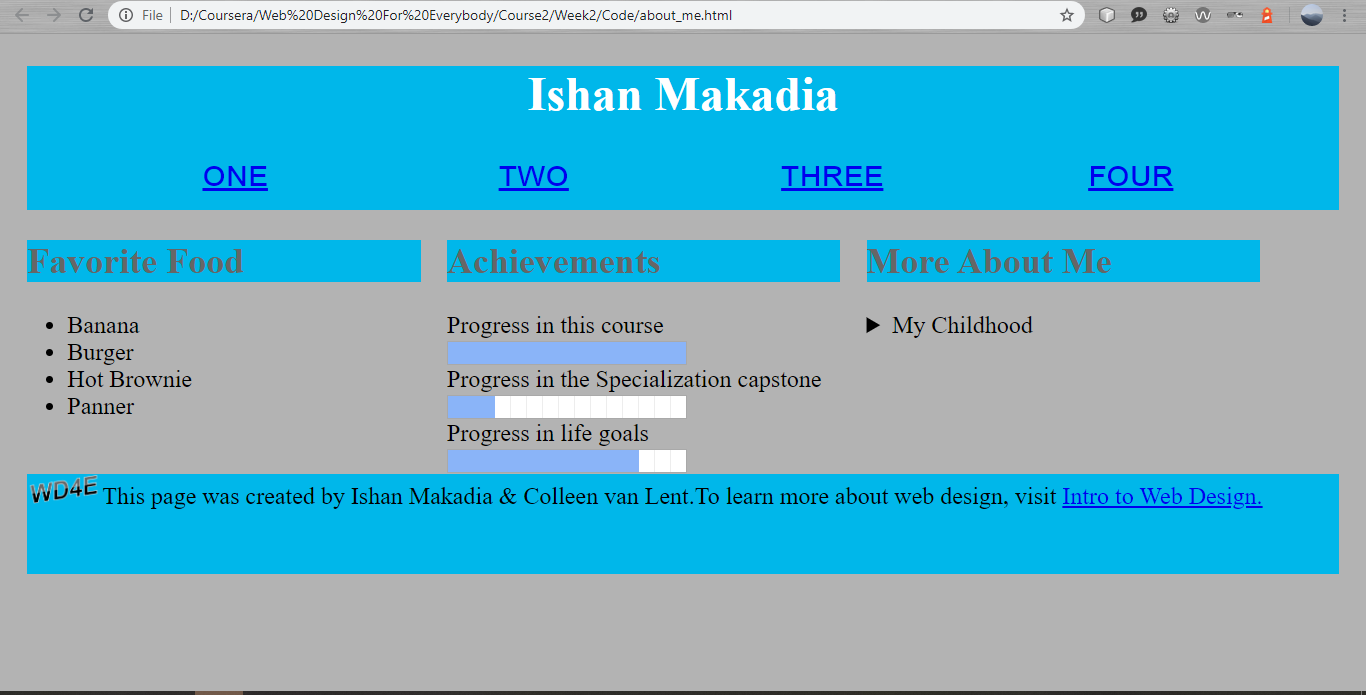 File D:/Coursera/Web%20Design%20For%20Everybody/Course2/Week2/Code/about_me.html
Ishan Makadia
ONE TWO THREE FOUR
Favorite Food
Banana
Burger
Hot Brownie
Panner
Achievements
Progress in this course
Progress in the Specialization capstone
Progress in life goals
More About Me
My Childhood
WD4E This page was created by Ishan Makadia & Colleen van Lent.To learn more about web design, visit Intro to Web Design.